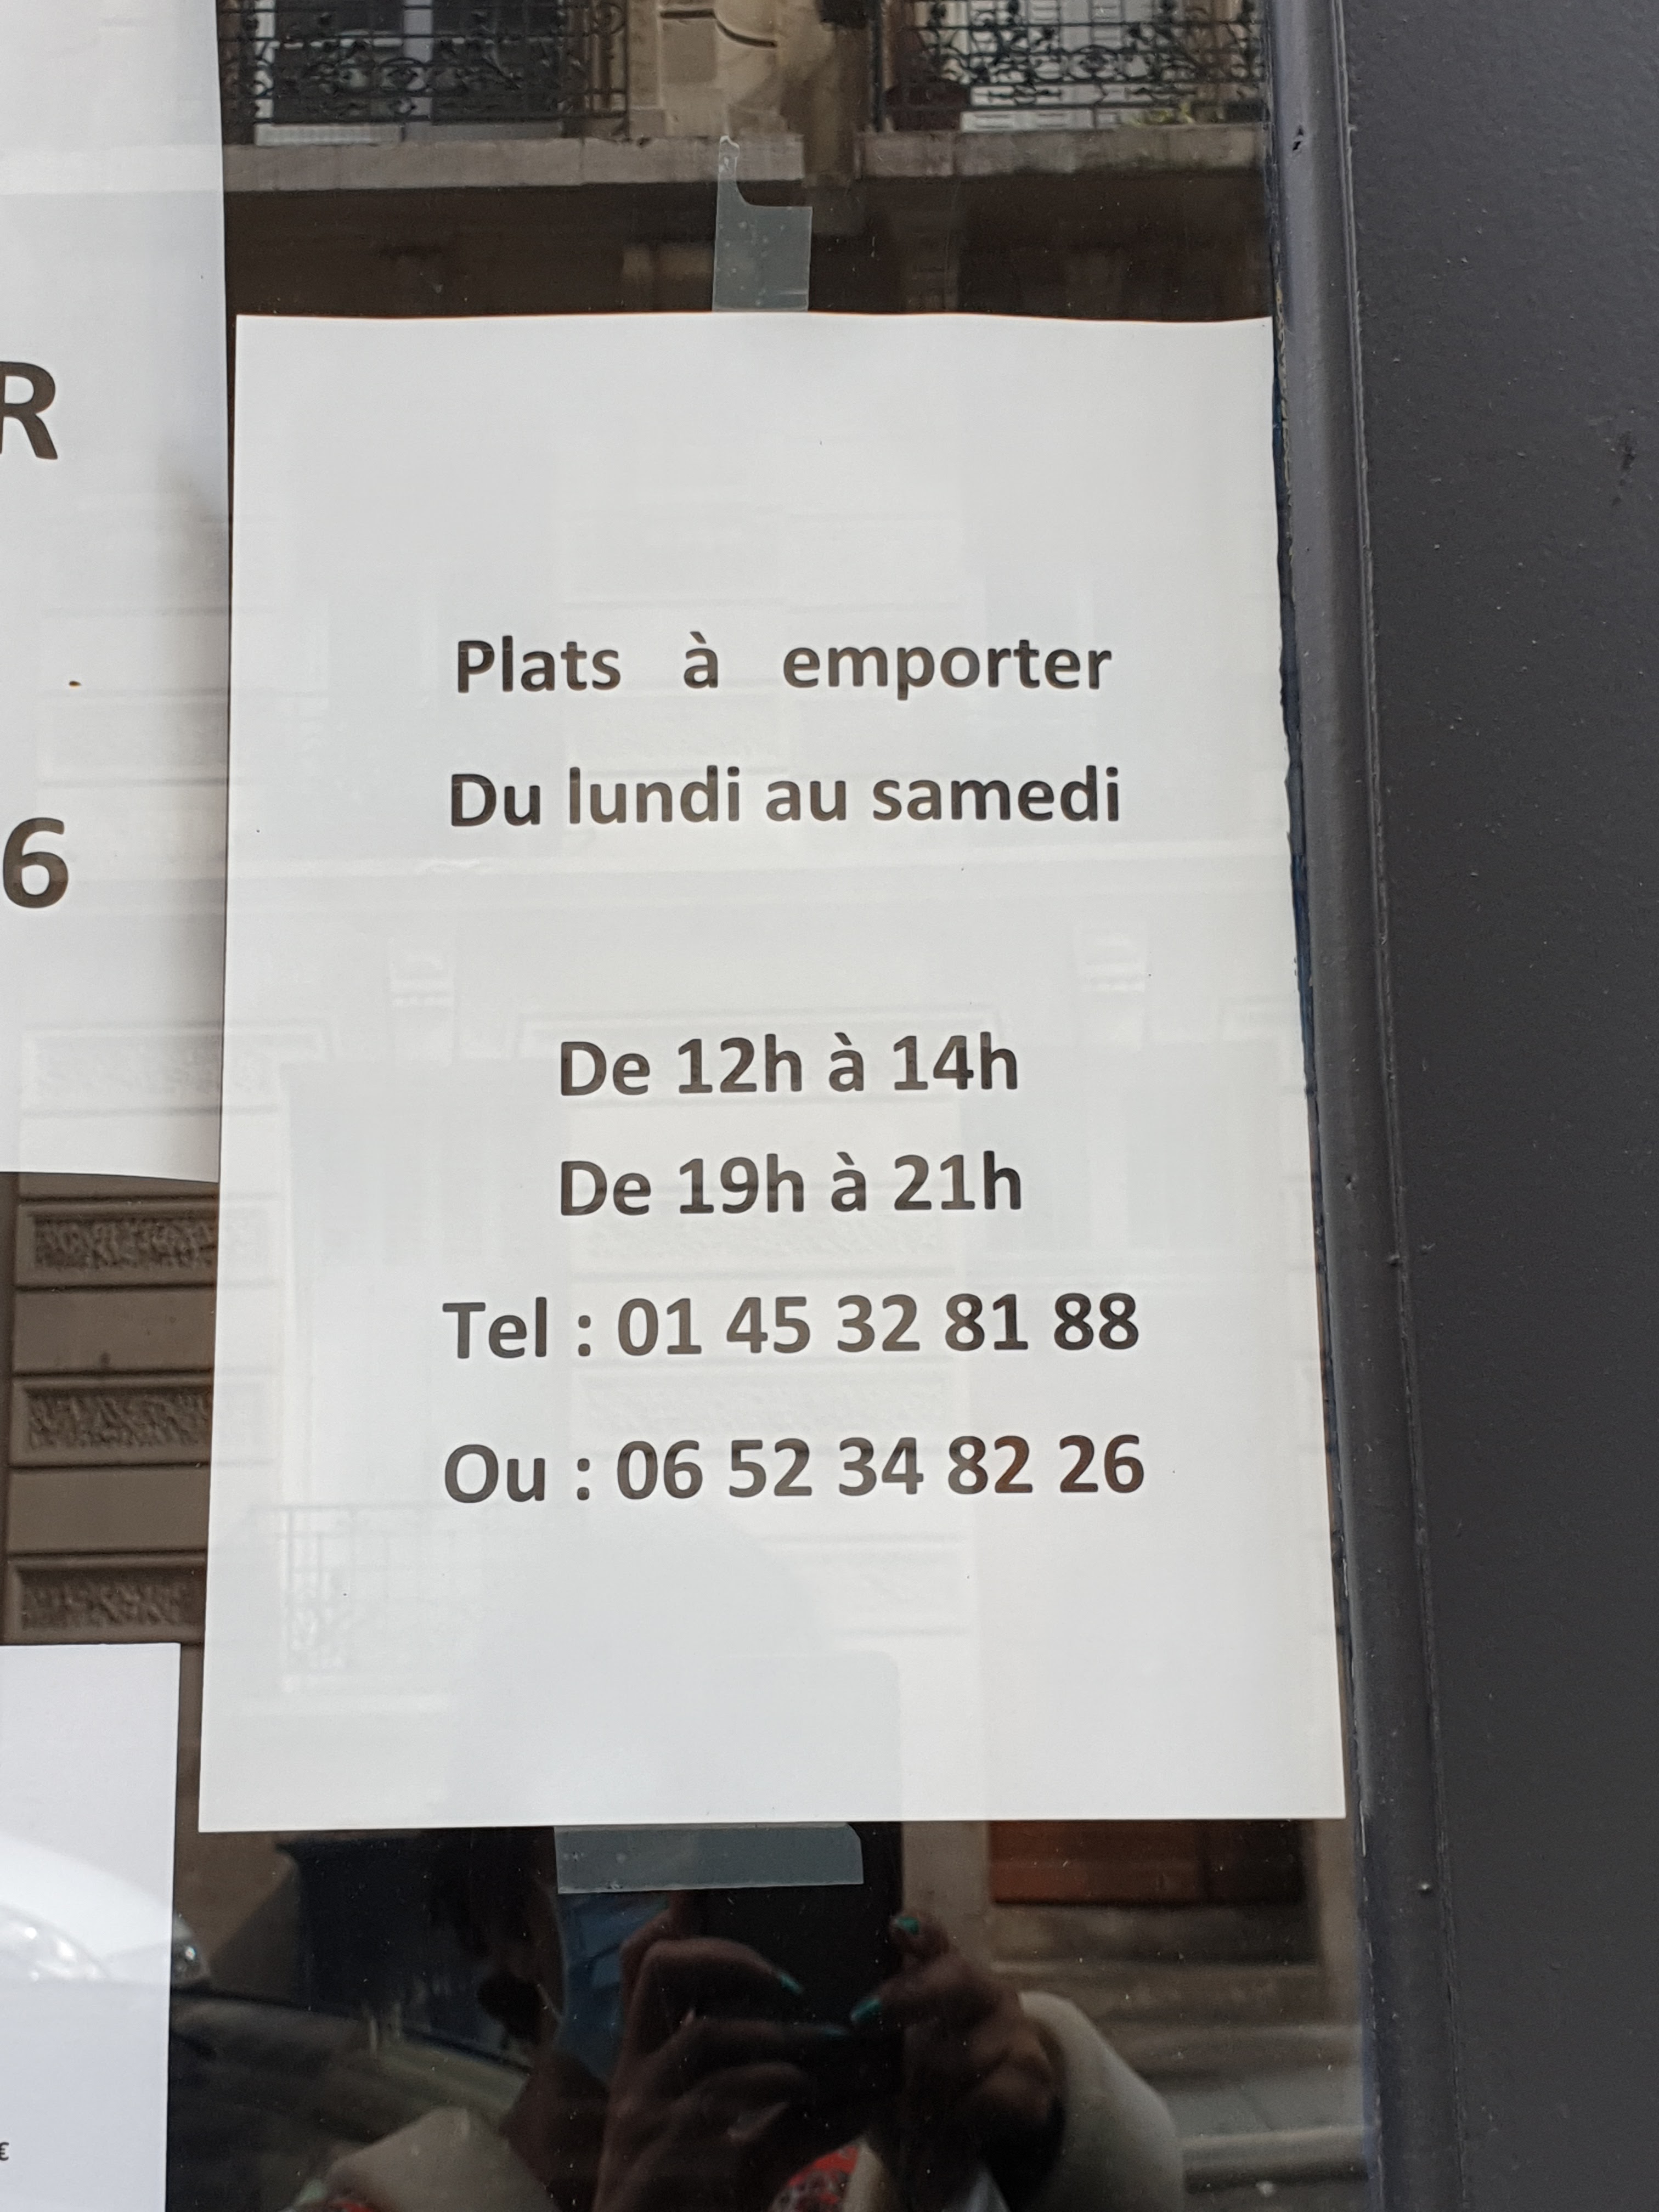 R
6
Plats à emporter
Du lundi au samedi
De 12h à 14h
De 19h à 21h
Tel : 01 45 32 81 88
Ou : 06 52 34 82 26
€